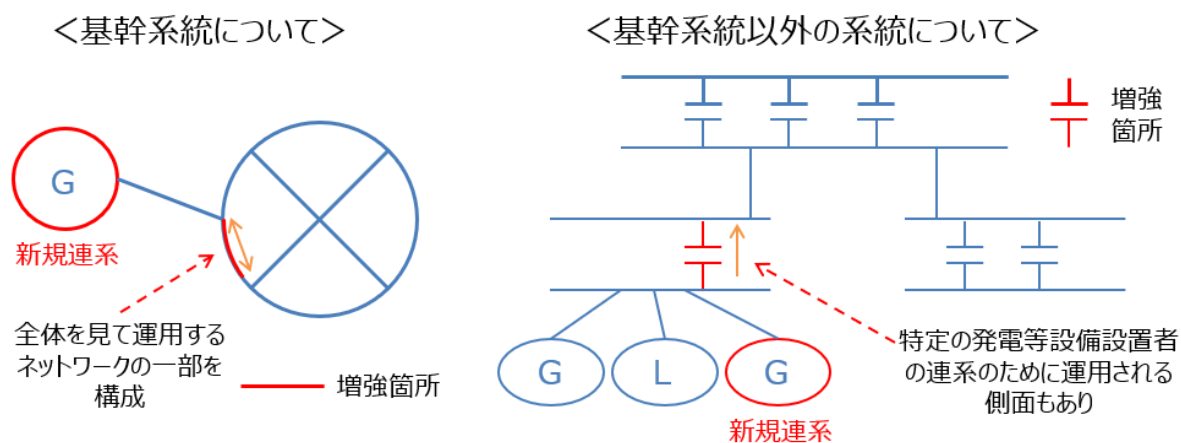 ＜基幹系統について＞
G
新規連系
全体を見て運用する
ネットワークの一部を
構成
増強箇所
＜基幹系統以外の系統について＞
増強
箇所
G
L
G
新規連系
特定の発電等設備設置者
の連系のために運用される
側面もあり